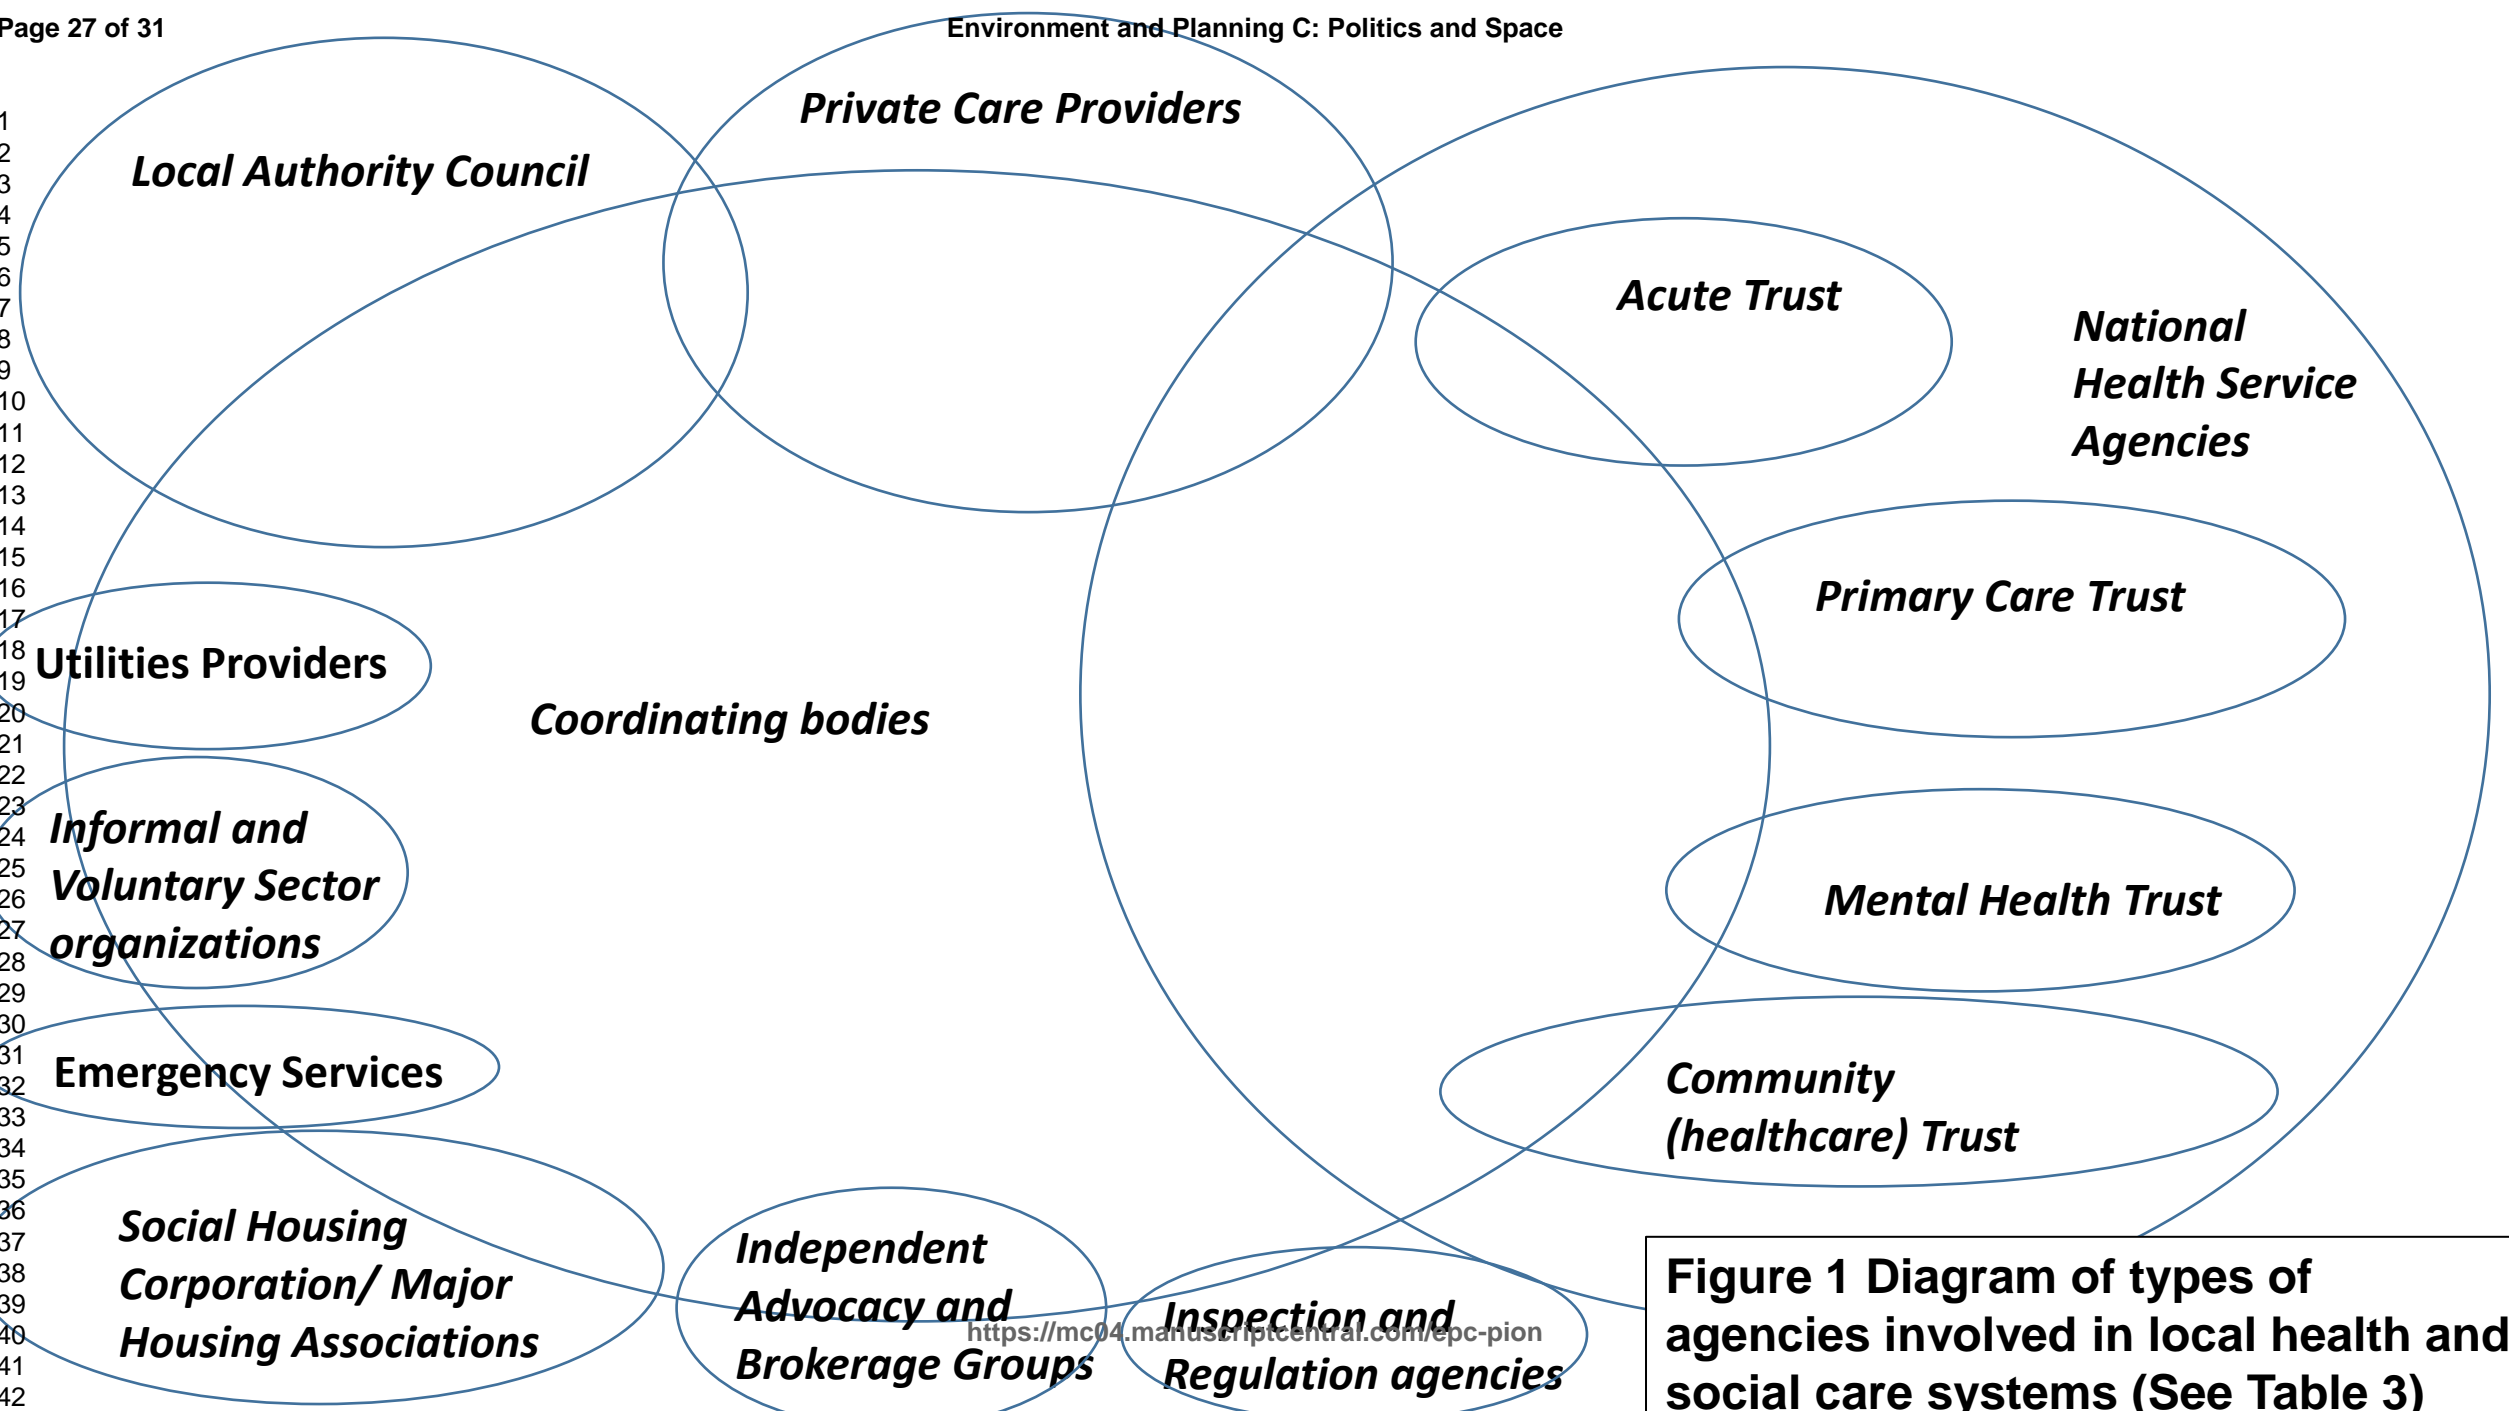 Page 27 of 31
Environment and Planning C: Politics and Space
1
2
3
4
5
6
7
8
9
10
11
12
13
14
15
16
17
18
19
20
21
22
23
24
25
26
27
28
29
30
31
32
33
34
35
36
37
38
39
40
41
42
Private Care Providers
Local Authority Council
Acute Trust
National
Health Service
Agencies
Primary Care Trust
Utilities Providers
Coordinating bodies
Informal and
Voluntary Sector
organizations
Mental Health Trust
Emergency Services
Community
(healthcare) Trust
Social Housing
Corporation/ Major
Housing Associations
Independent
Advocacy and
Brokerage Groups
Inspection and
Regulation agencies
https://mc04.manuscriptcentral.com/epc-pion
Figure 1 Diagram of types of
agencies involved in local health and
social care systems (See Table 3)